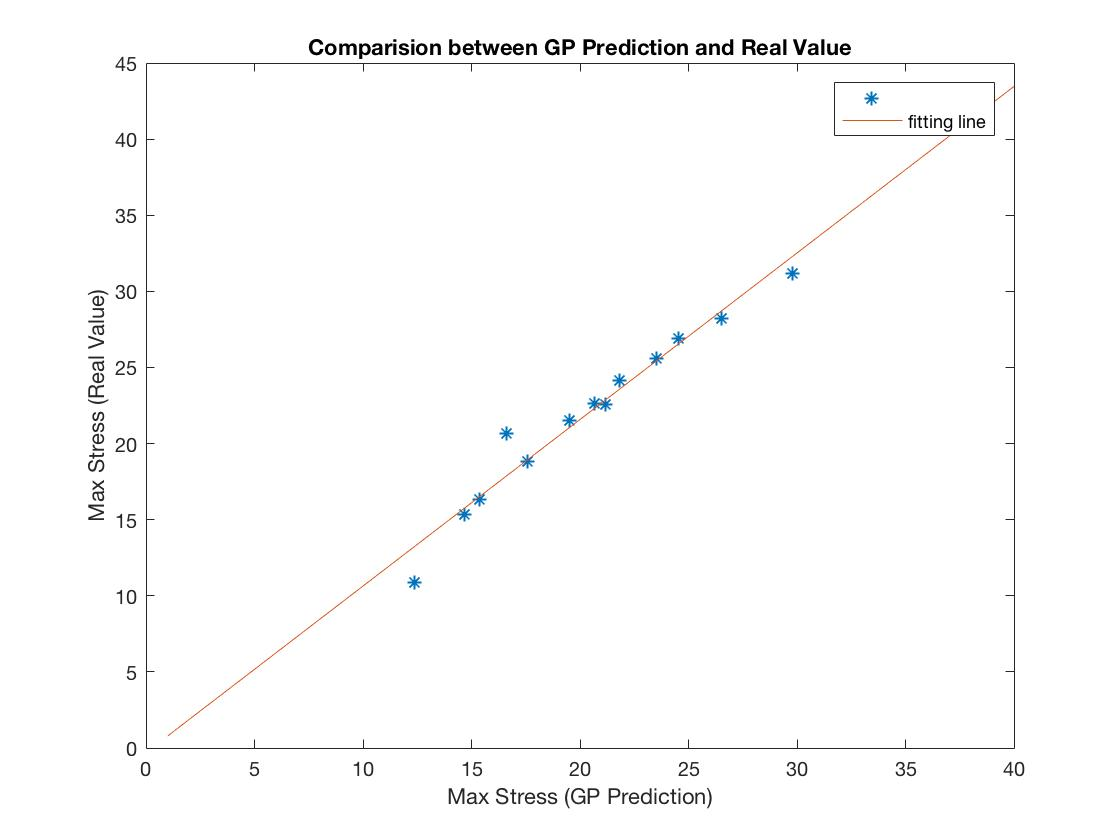 Comparision between GP Prediction and Real Value
45
40
35
30
25
20
15
10
5
0
Max Stress (Real Value)
fitting line
0 5 10 15 20 25 30 35 40
Max Stress (GP Prediction)